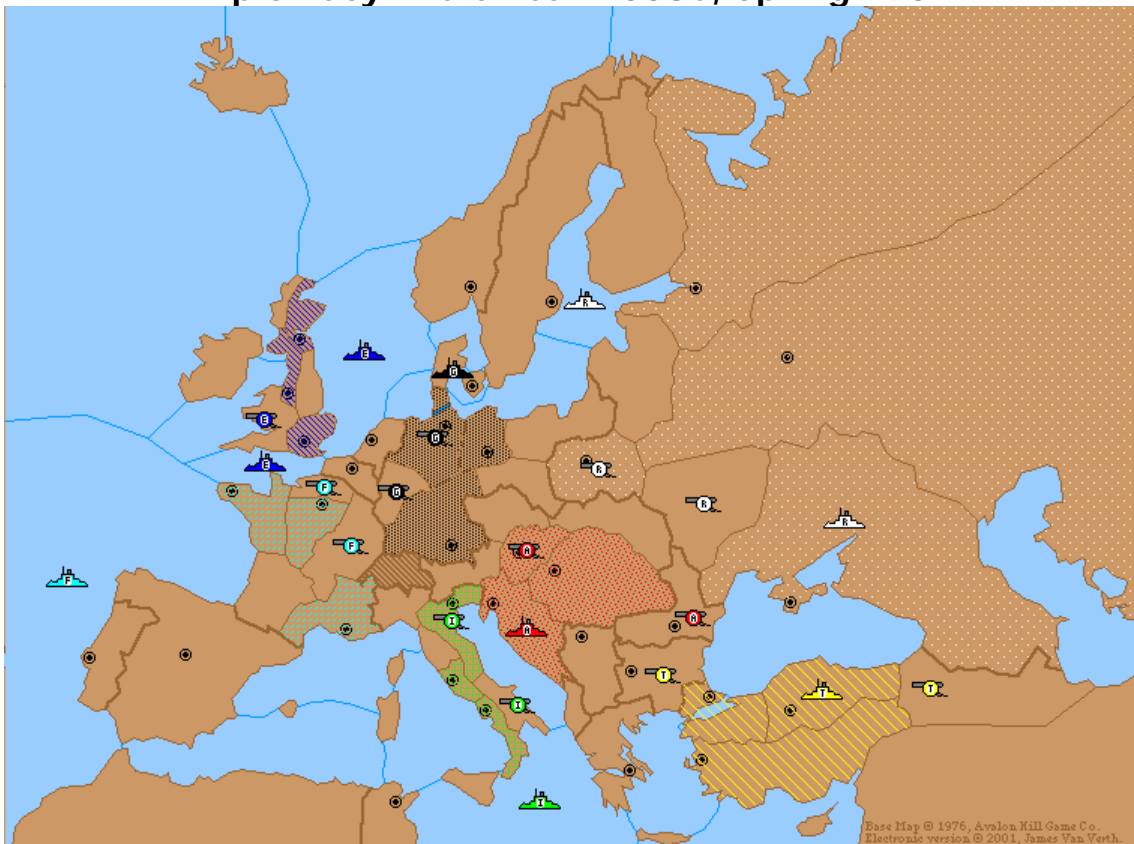 R
E
G
E
G
E
R
F
G
R
R
F
A
F
A
I
A
T
T
T
I
I
Base Map © 1976, Avalon Hill Game Co.
Electronic version © 2001, James Van Verth.